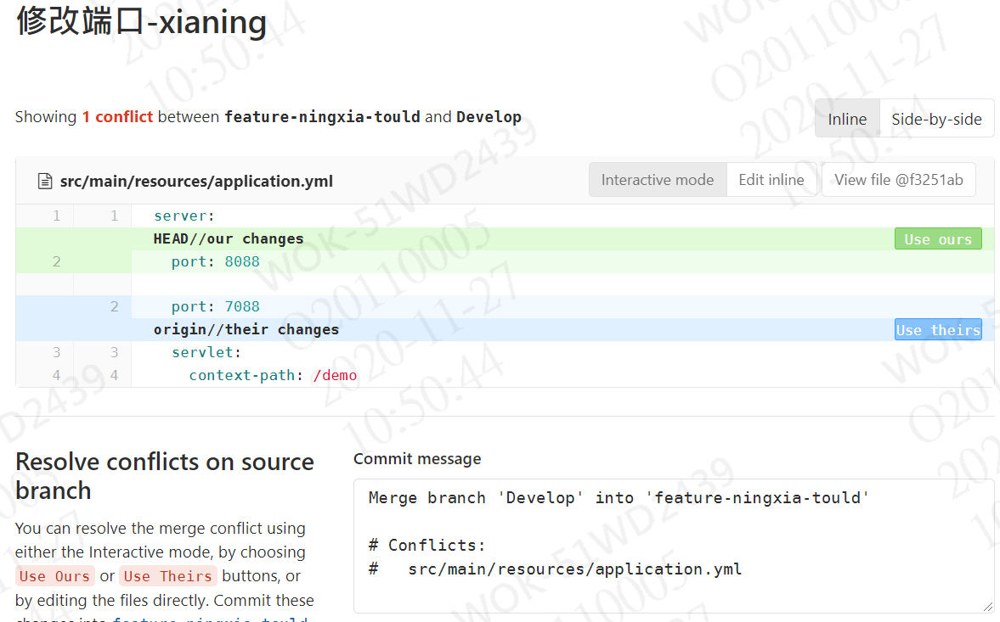 修改端口-xianing
Showing 1 conflict between feature-ningxia-tould and Develop
Inline Side-by-side
src/main/resources/application.yml
Interactive mode Edit inline View file @f3251ab
1 1 server:
HEAD//our changes Use ours
2 port: 8088
2 port: 7088
origin//their changes Use theirs
3 3 servlet:
4 4 context-path: /demo
Resolve conflicts on source
branch
You can resolve the merge conflict using
either the Interactive mode, by choosing
Use Ours or Use Theirs buttons, or
by editing the files directly. Commit these
changes into feature-ningxia-tould
Commit message
Merge branch 'Develop' into 'feature-ningxia-tould'
# Conflicts:
# src/main/resources/application.yml
WOK-51WD2439
O20110005
2020-11-27
10:50:44